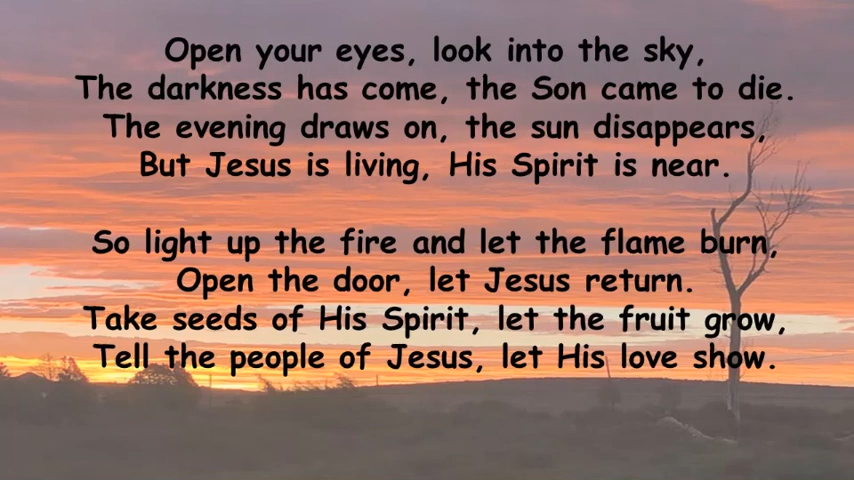 Open your eyes, look into the sky,
The darkness has come, the Son came to die.
The evening draws on, the sun disappears,
But Jesus is living, His Spirit is near.
So light up the fire and let the flame burn,
Open the door, let Jesus return.
Take seeds of His Spirit, let the fruit grow,
Tell the people of Jesus, let His love show.